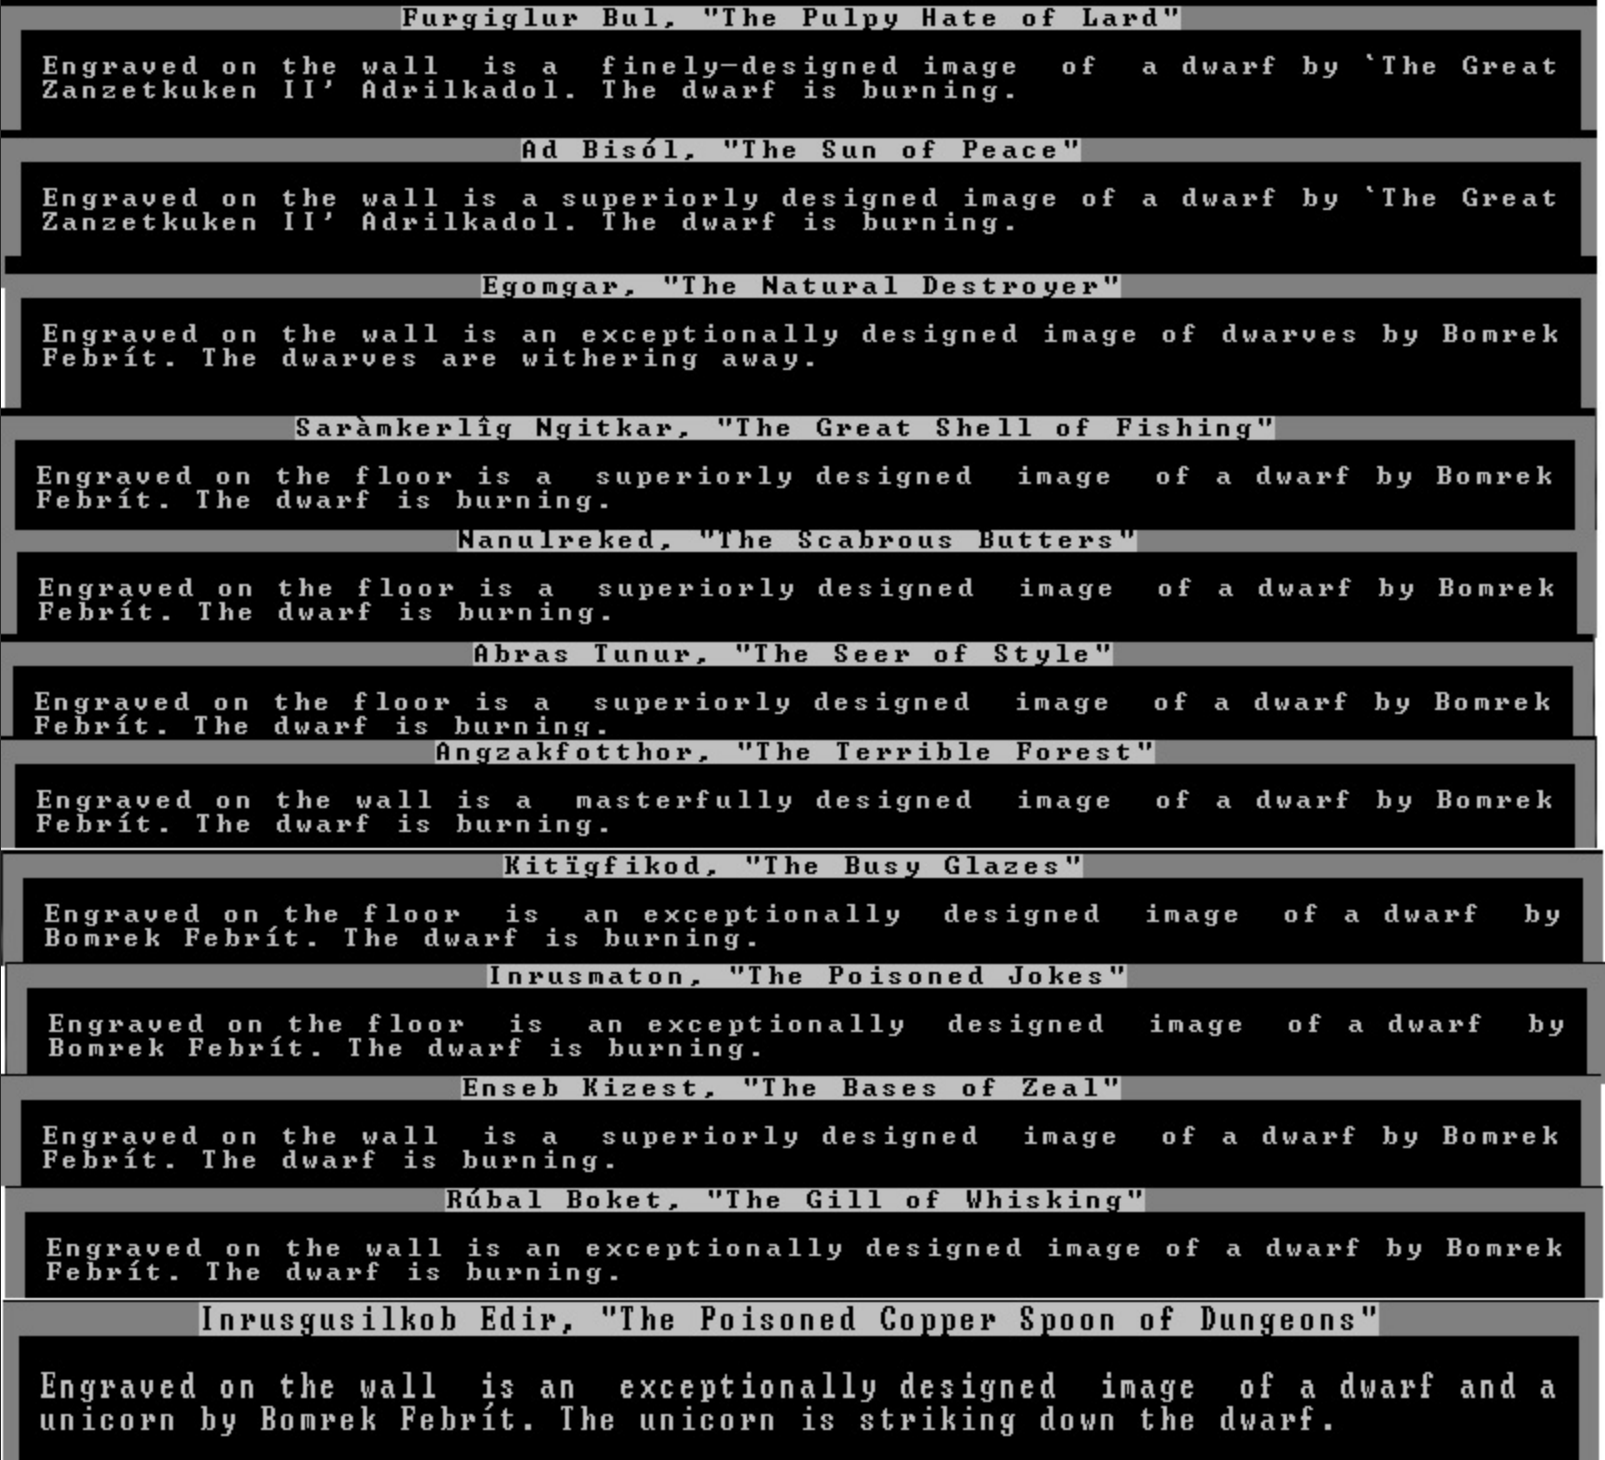 Furgiglur Bul, "The Pulpy Hate of Lard"
Engraved on the wall is a finely-designed image of a dwarf by `The Great
Zanzetkuken II' Adrilkadol. The dwarf is burning.
Ad Bisól, "The Sun of Peace"
Engraved on the wall is a superiorly designed image of a dwarf by `The Great
Zanzetkuken II' Adrilkadol. The dwarf is burning.
Egomgar, "The Natural Destroyer"
Engraved on the wall is an exceptionally designed image of dwarves by Bomrek
Febrít. The dwarves are withering away.
Saràmkerlîg Ngitkar, "The Great Shell of Fishing"
Engraved on the floor is a superiorly designed image of a dwarf by Bomrek
Febrít. The dwarf is burning.
Nanulreked, "The Scabrous Butters"
Engraved on the floor is a superiorly designed image of a dwarf by Bomrek
Febrít. The dwarf is burning.
Abras Tunur, "The Seer of Style"
Engraved on the floor is a superiorly designed image of a dwarf by Bomrek
Febrít. The dwarf is burning.
Angzakfotthor, "The Terrible Forest"
Engraved on the wall is a masterfully designed image of a dwarf by Bomrek
Febrít. The dwarf is burning.
Kitïgfikod, "The Busy Glazes"
Engraved on the floor is an exceptionally designed image of a dwarf by
Bomrek Febrít. The dwarf is burning.
Inrusmaton, "The Poisoned Jokes"
Engraved on the floor is an exceptionally designed image of a dwarf by
Bomrek Febrít. The dwarf is burning.
Enseb Kizest, "The Bases of Zeal"
Engraved on the wall is a superiorly designed image of a dwarf by Bomrek
Febrít. The dwarf is burning.
Rúbal Boket, "The Gill of Whisking"
Engraved on the wall is an exceptionally designed image of a dwarf by Bomrek
Febrít. The dwarf is burning.
Inrusgusilkob Edir, "The Poisoned Copper Spoon of Dungeons"
Engraved on the wall is an exceptionally designed image of a dwarf and a
unicorn by Bomrek Febrít. The unicorn is striking down the dwarf.